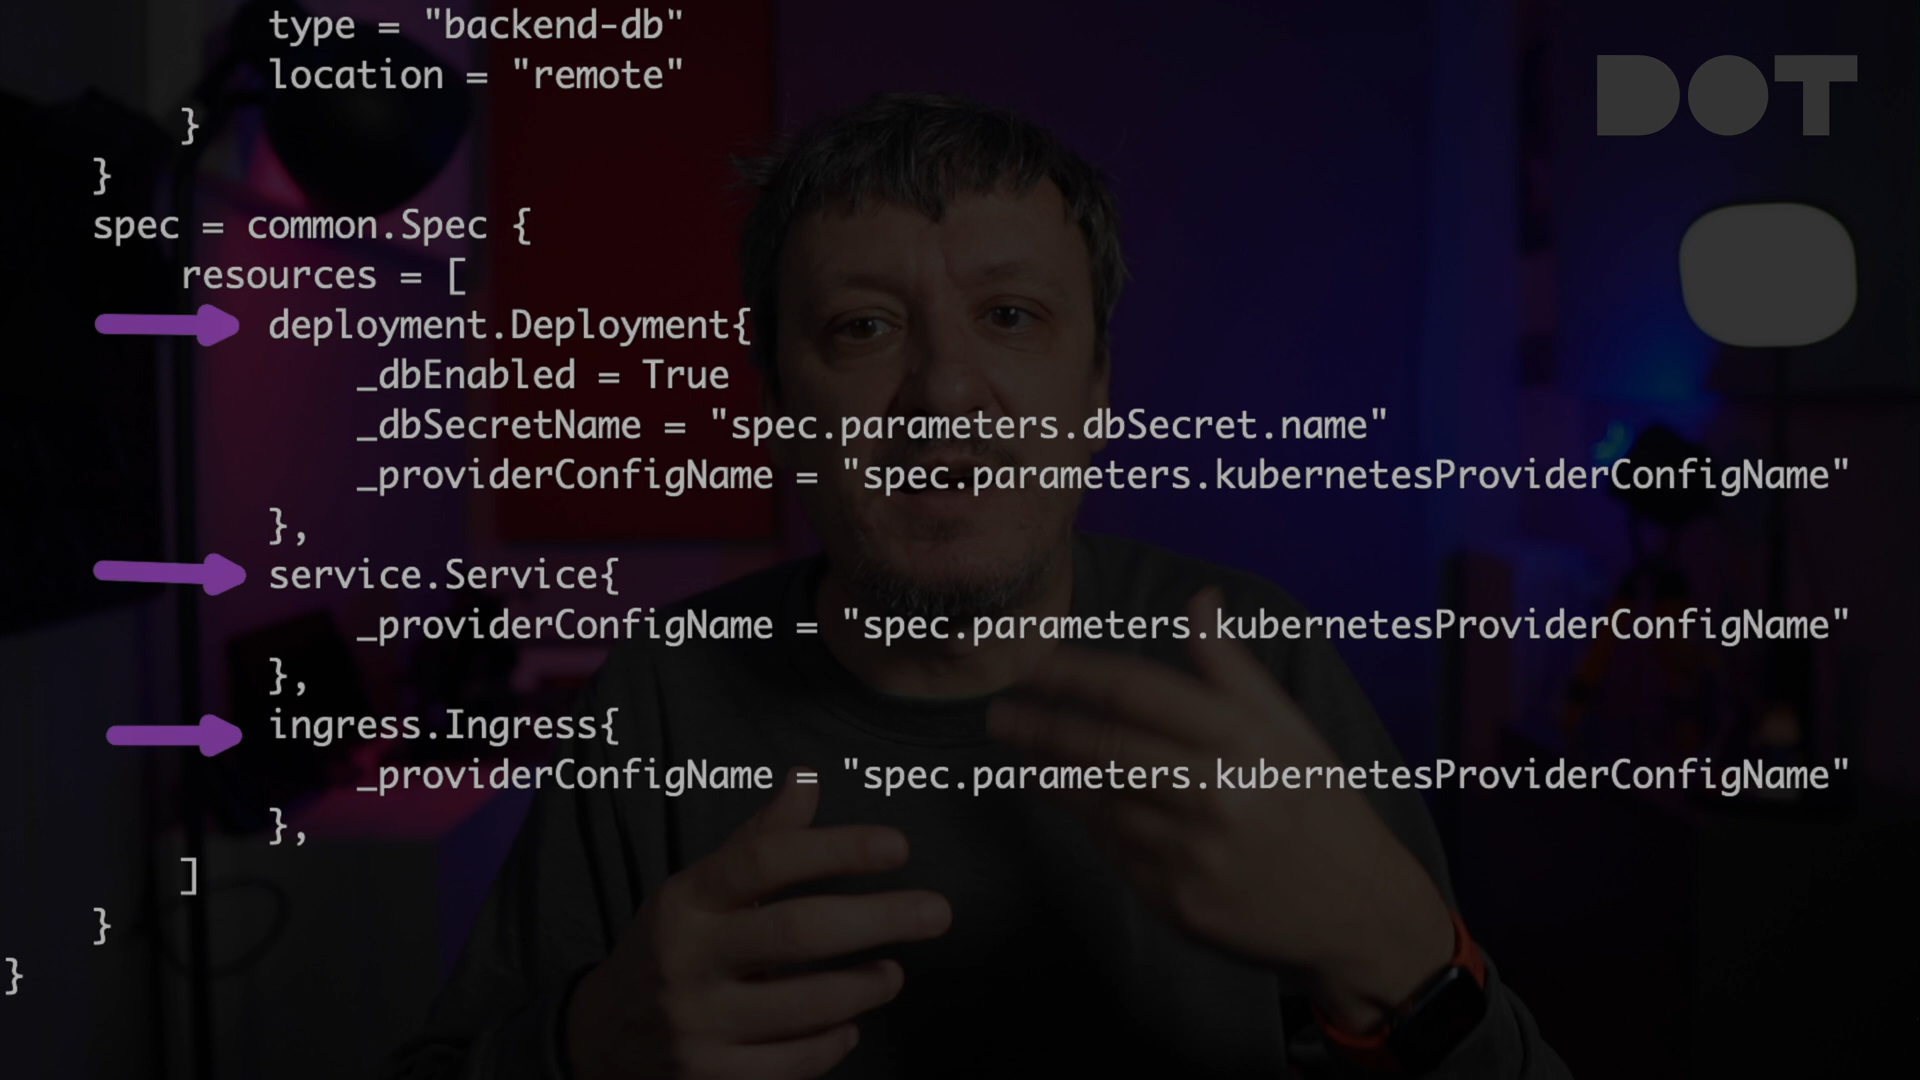 type = "backend-db"
location = "remote"
}
}
spec = common.Spec {
resources = [
deployment.Deployment{
_dbEnabled = True
_dbSecretName = "spec.parameters.dbSecret.name"
_providerConfigName = "spec.parameters.kubernetesProviderConfigName"
},
service.Service{
_providerConfigName = "spec.parameters.kubernetesProviderConfigName"
},
ingress.Ingress{
_providerConfigName = "spec.parameters.kubernetesProviderConfigName"
},
]
}
}
DOT